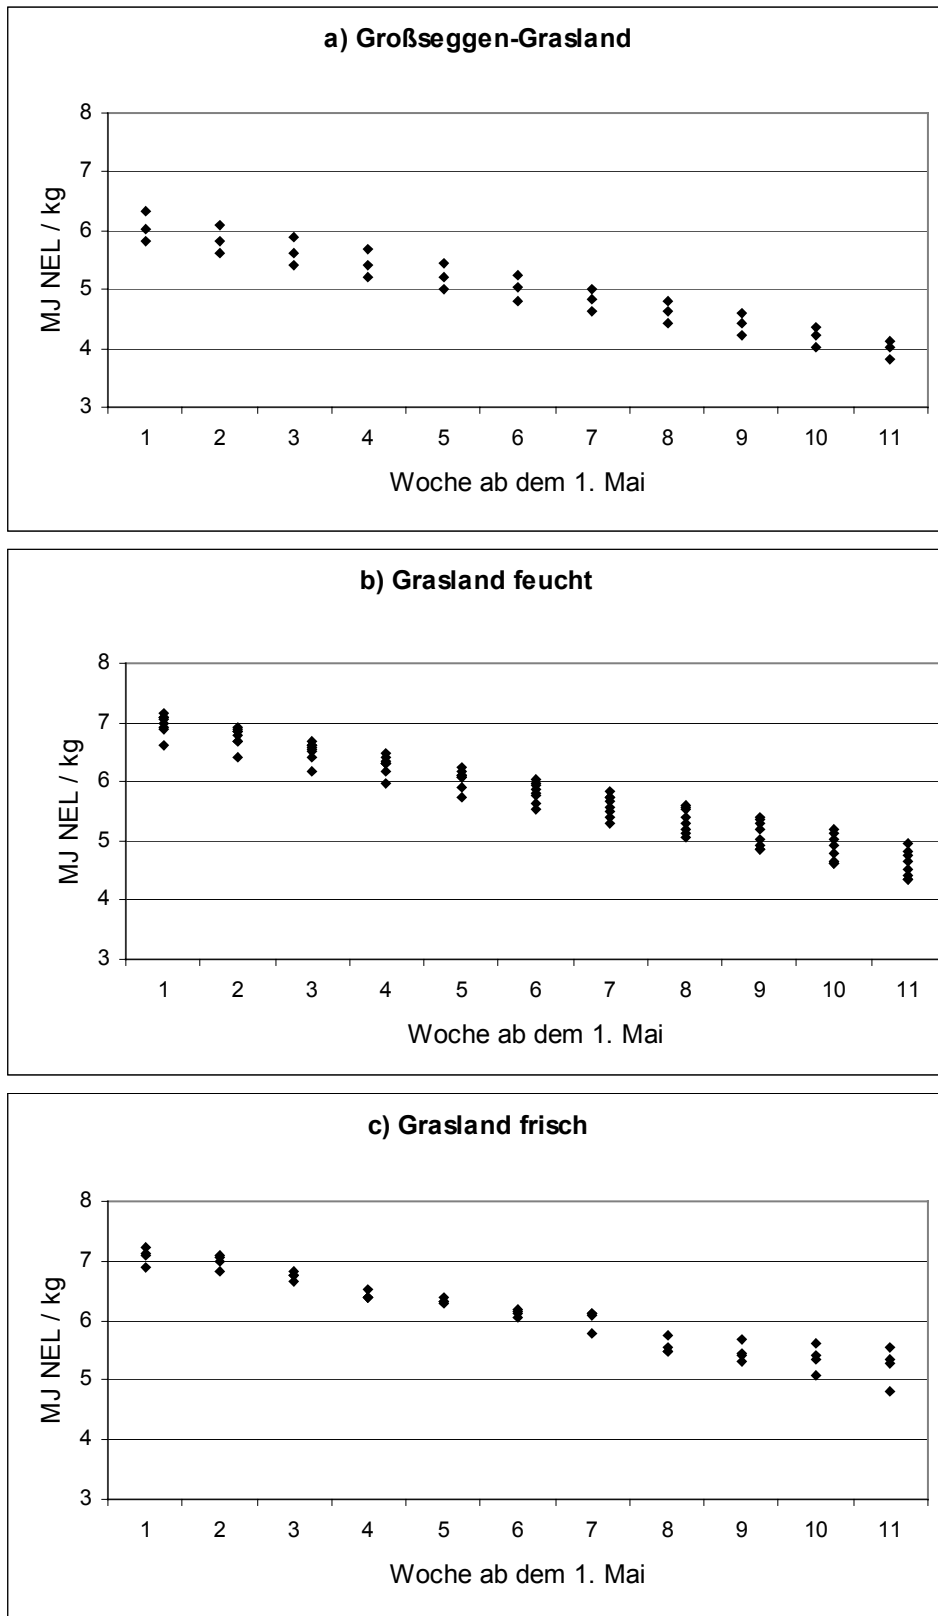 a) Großseggen-Grasland
8
7
6
5
4
3
MJ NEL / kg
1 2 3 4 5 6 7 8 9 10 11
Woche ab dem 1. Mai
b) Grasland feucht
8
7
6
5
4
3
MJ NEL / kg
1 2 3 4 5 6 7 8 9 10 11
Woche ab dem 1. Mai
c) Grasland frisch
8
7
6
5
4
3
MJ NEL / kg
1 2 3 4 5 6 7 8 9 10 11
Woche ab dem 1. Mai